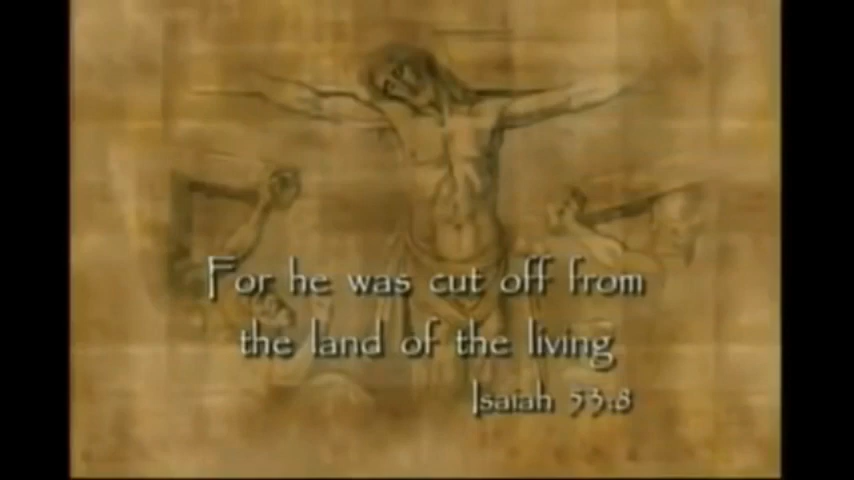 For he was cut off from
the land of the living
Isaiah 53:8